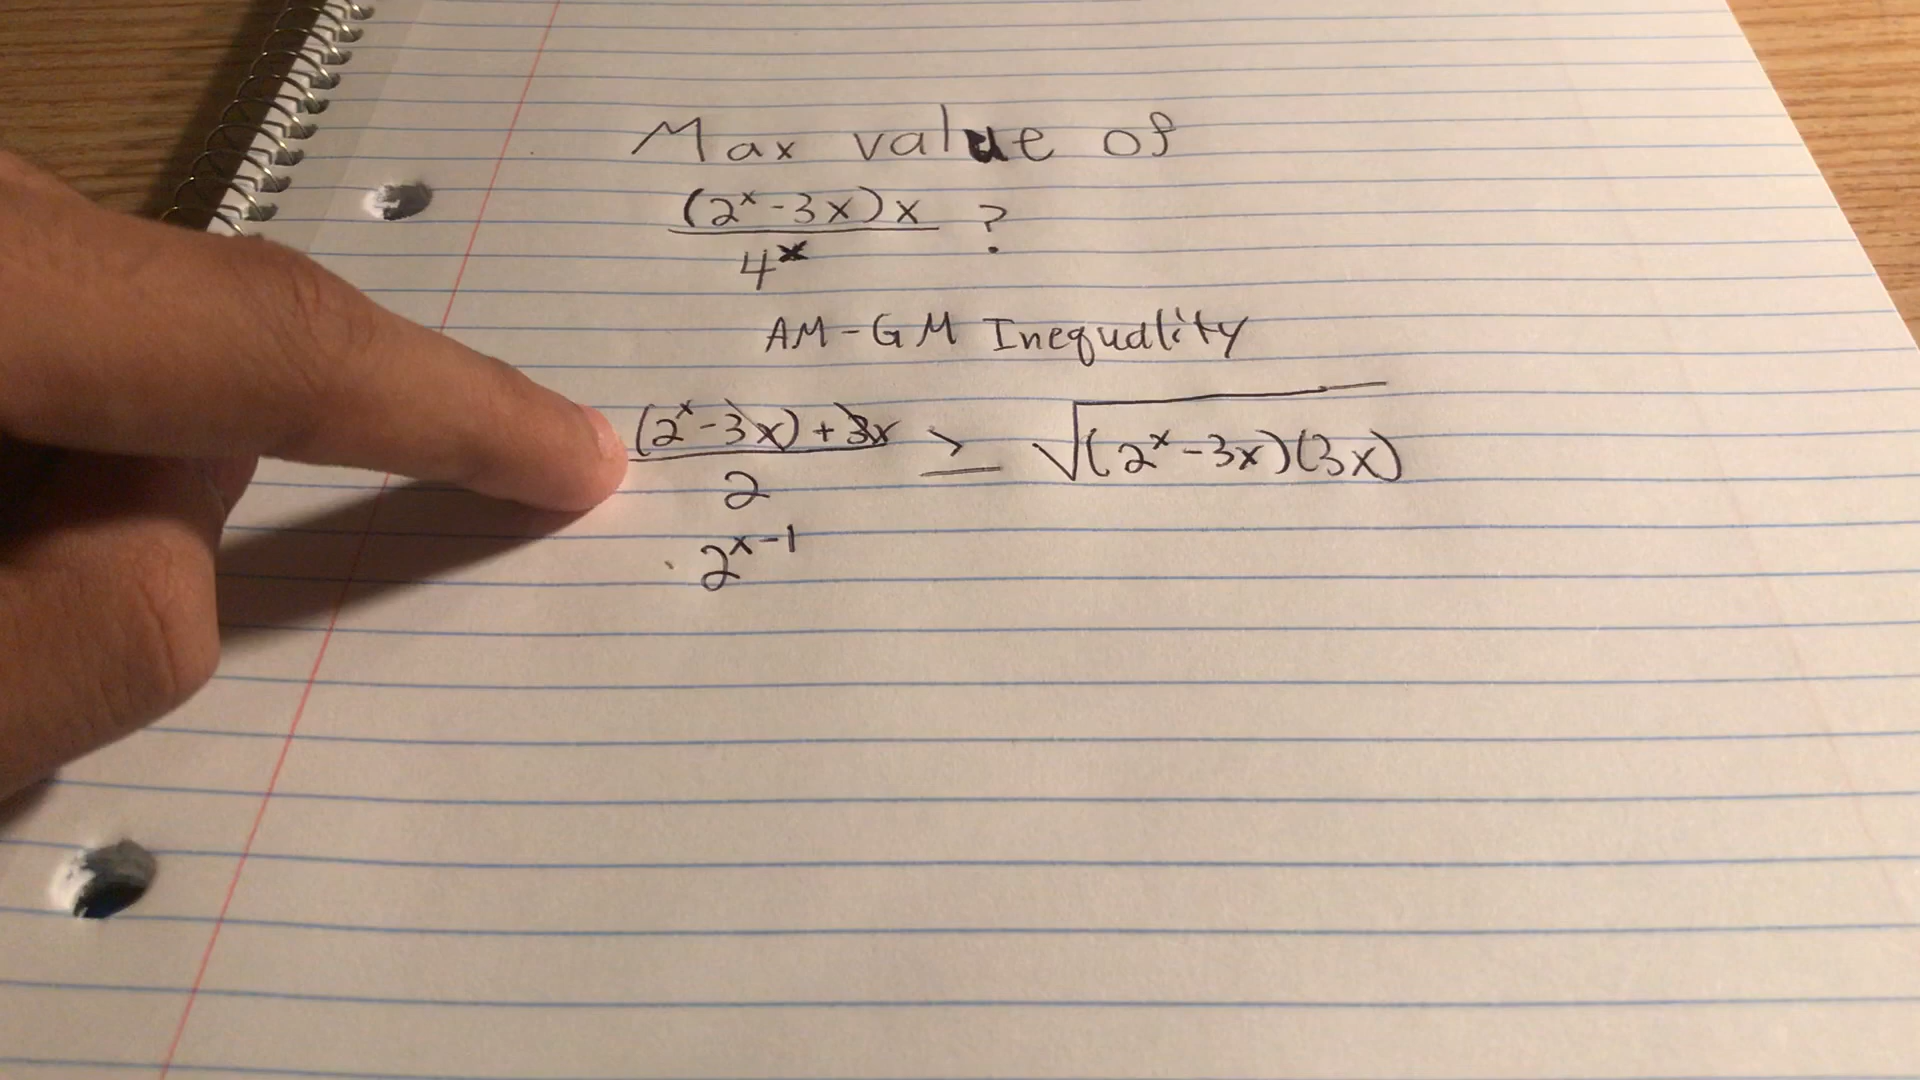 Max value of
(2^x - 3x)x / 4^x ?
AM-GM Inequality
((2^x - 3x) + 3x) / 2 ≥ √((2^x - 3x)(3x))
2^(x-1)